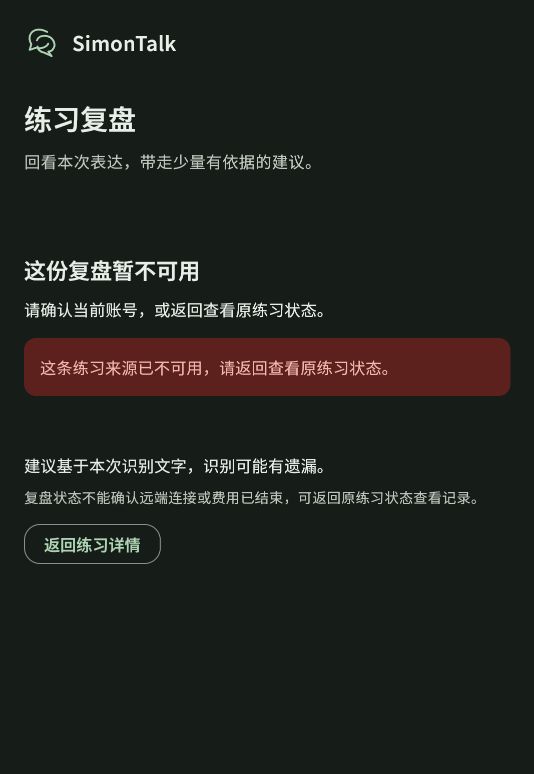 SimonTalk
练习复盘
回看本次表达，带走少量有依据的建议。
这份复盘暂不可用
请确认当前账号，或返回查看原练习状态。
这条练习来源已不可用，请返回查看原练习状态。
建议基于本次识别文字，识别可能有遗漏。
复盘状态不能确认远端连接或费用已结束，可返回原练习状态查看记录。
返回练习详情